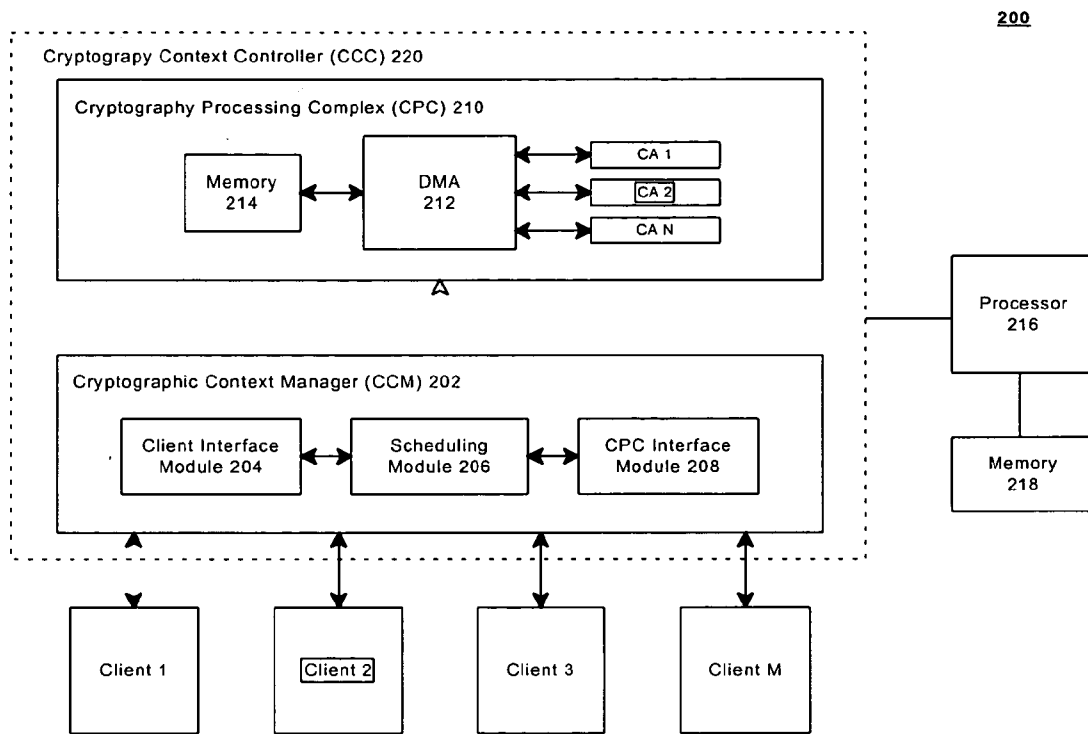 200
Cryptograpy Context Controller (CCC) 220
Cryptography Processing Complex (CPC) 210
Memory
214
DMA
212
CA 1
CA 2
CA N
Processor
216
Memory
218
Cryptographic Context Manager (CCM) 202
Client Interface
Module 204
Scheduling
Module 206
CPC Interface
Module 208
Client 1
Client 2
Client 3
Client M